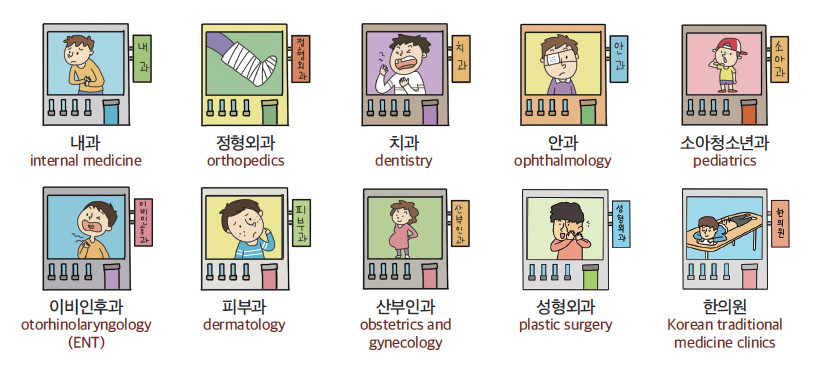 내과
정형외과
치과
안과
소아과
내과
정형외과
치과
안과
소아청소년과
internal medicine
orthopedics
dentistry
ophthalmology
pediatrics
이비인후과
피부과
산부인과
성형외과
한의원
이비인후과
피부과
산부인과
성형외과
한의원
otorhinolaryngology
(ENT)
dermatology
obstetrics and
gynecology
plastic surgery
Korean traditional
medicine clinics